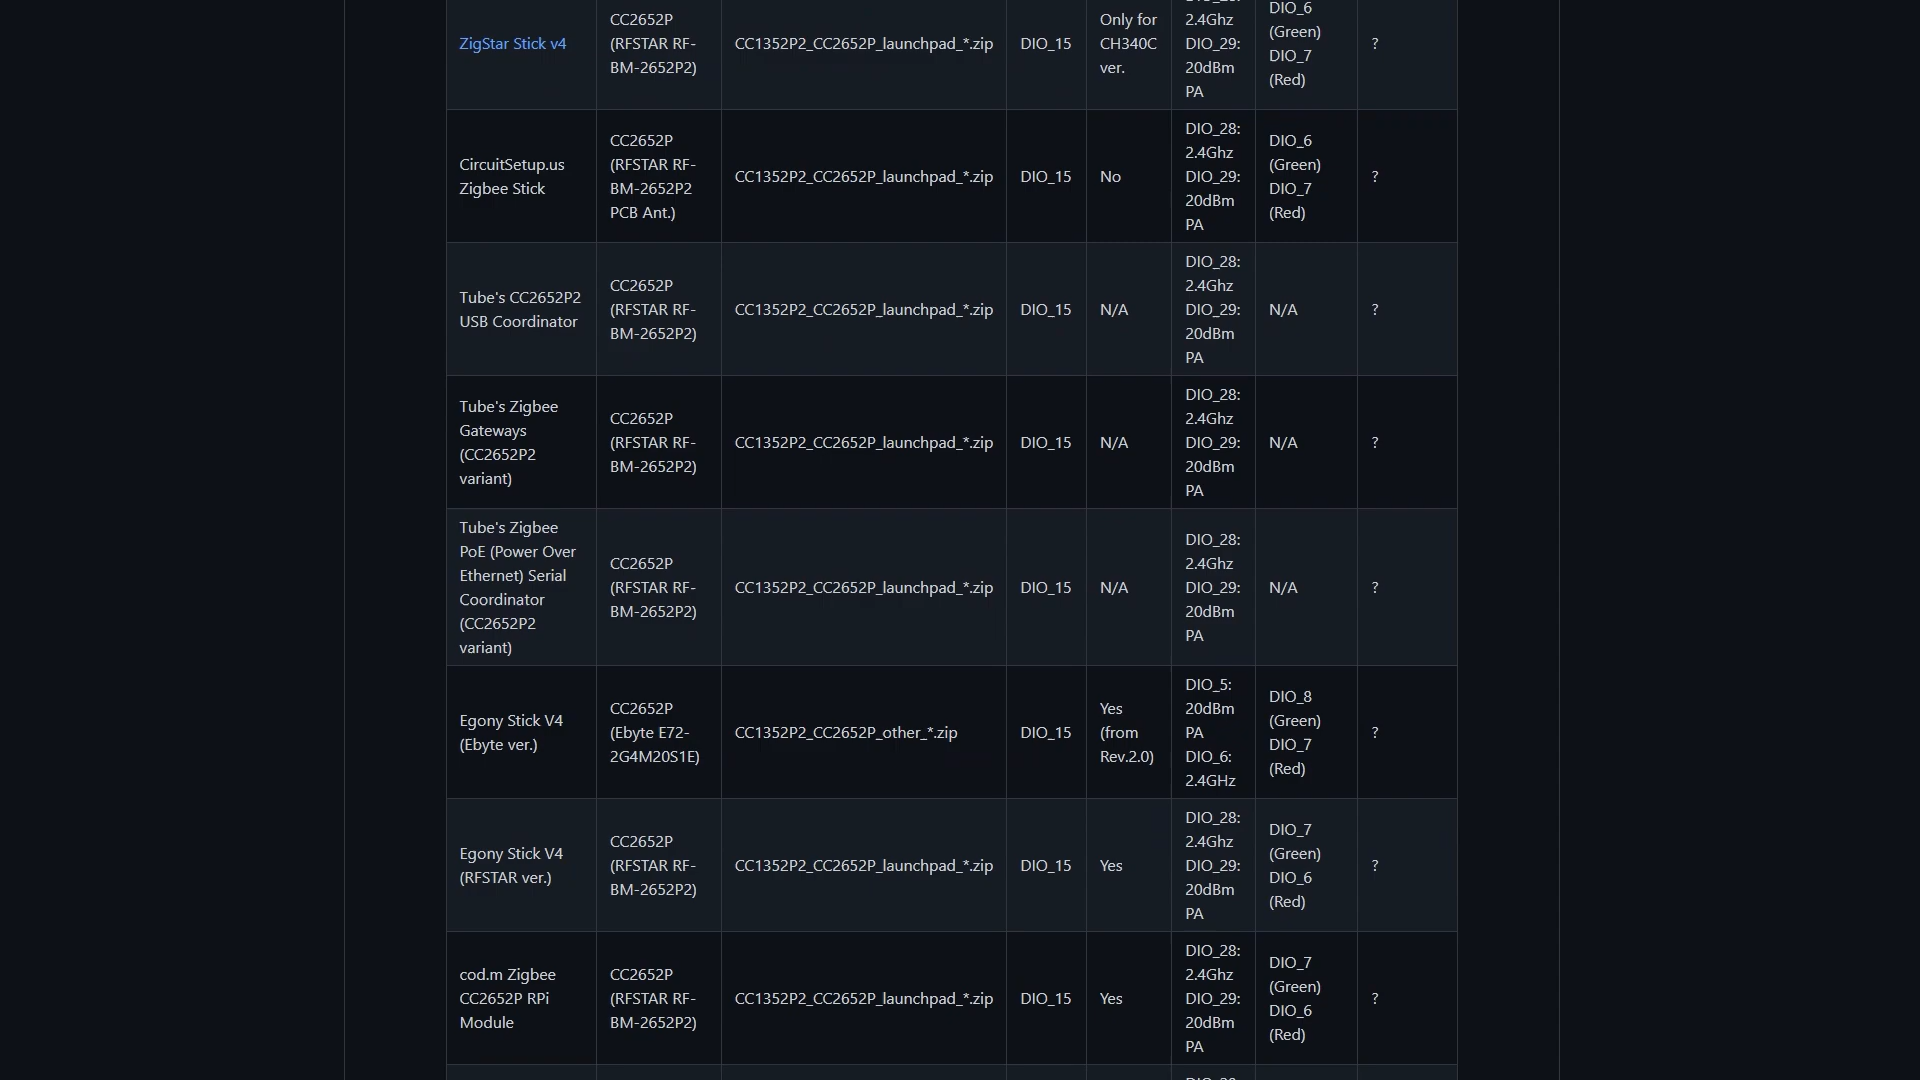 ZigStar Stick v4
CC2652P
(RFSTAR RF-
BM-2652P2)
CC1352P2_CC2652P_launchpad_*.zip
DIO_15
Only for
CH340C
ver.
2.4Ghz
DIO_29:
20dBm
PA
DIO_6
(Green)
DIO_7
(Red)
?
CircuitSetup.us
Zigbee Stick
CC2652P
(RFSTAR RF-
BM-2652P2
PCB Ant.)
CC1352P2_CC2652P_launchpad_*.zip
DIO_15
No
DIO_28:
2.4Ghz
DIO_29:
20dBm
PA
DIO_6
(Green)
DIO_7
(Red)
?
Tube's CC2652P2
USB Coordinator
CC2652P
(RFSTAR RF-
BM-2652P2)
CC1352P2_CC2652P_launchpad_*.zip
DIO_15
N/A
DIO_28:
2.4Ghz
DIO_29:
20dBm
PA
N/A
?
Tube's Zigbee
Gateways
(CC2652P2
variant)
CC2652P
(RFSTAR RF-
BM-2652P2)
CC1352P2_CC2652P_launchpad_*.zip
DIO_15
N/A
DIO_28:
2.4Ghz
DIO_29:
20dBm
PA
N/A
?
Tube's Zigbee
PoE (Power Over
Ethernet) Serial
Coordinator
(CC2652P2
variant)
CC2652P
(RFSTAR RF-
BM-2652P2)
CC1352P2_CC2652P_launchpad_*.zip
DIO_15
N/A
DIO_28:
2.4Ghz
DIO_29:
20dBm
PA
N/A
?
Egony Stick V4
(Ebyte ver.)
CC2652P
(Ebyte E72-
2G4M20S1E)
CC1352P2_CC2652P_other_*.zip
DIO_15
Yes
(from
Rev.2.0)
DIO_5:
20dBm
PA
DIO_6:
2.4GHz
DIO_8
(Green)
DIO_7
(Red)
?
Egony Stick V4
(RFSTAR ver.)
CC2652P
(RFSTAR RF-
BM-2652P2)
CC1352P2_CC2652P_launchpad_*.zip
DIO_15
Yes
DIO_28:
2.4Ghz
DIO_29:
20dBm
PA
DIO_7
(Green)
DIO_6
(Red)
?
cod.m Zigbee
CC2652P RPi
Module
CC2652P
(RFSTAR RF-
BM-2652P2)
CC1352P2_CC2652P_launchpad_*.zip
DIO_15
Yes
DIO_28:
2.4Ghz
DIO_29:
20dBm
PA
DIO_7
(Green)
DIO_6
(Red)
?